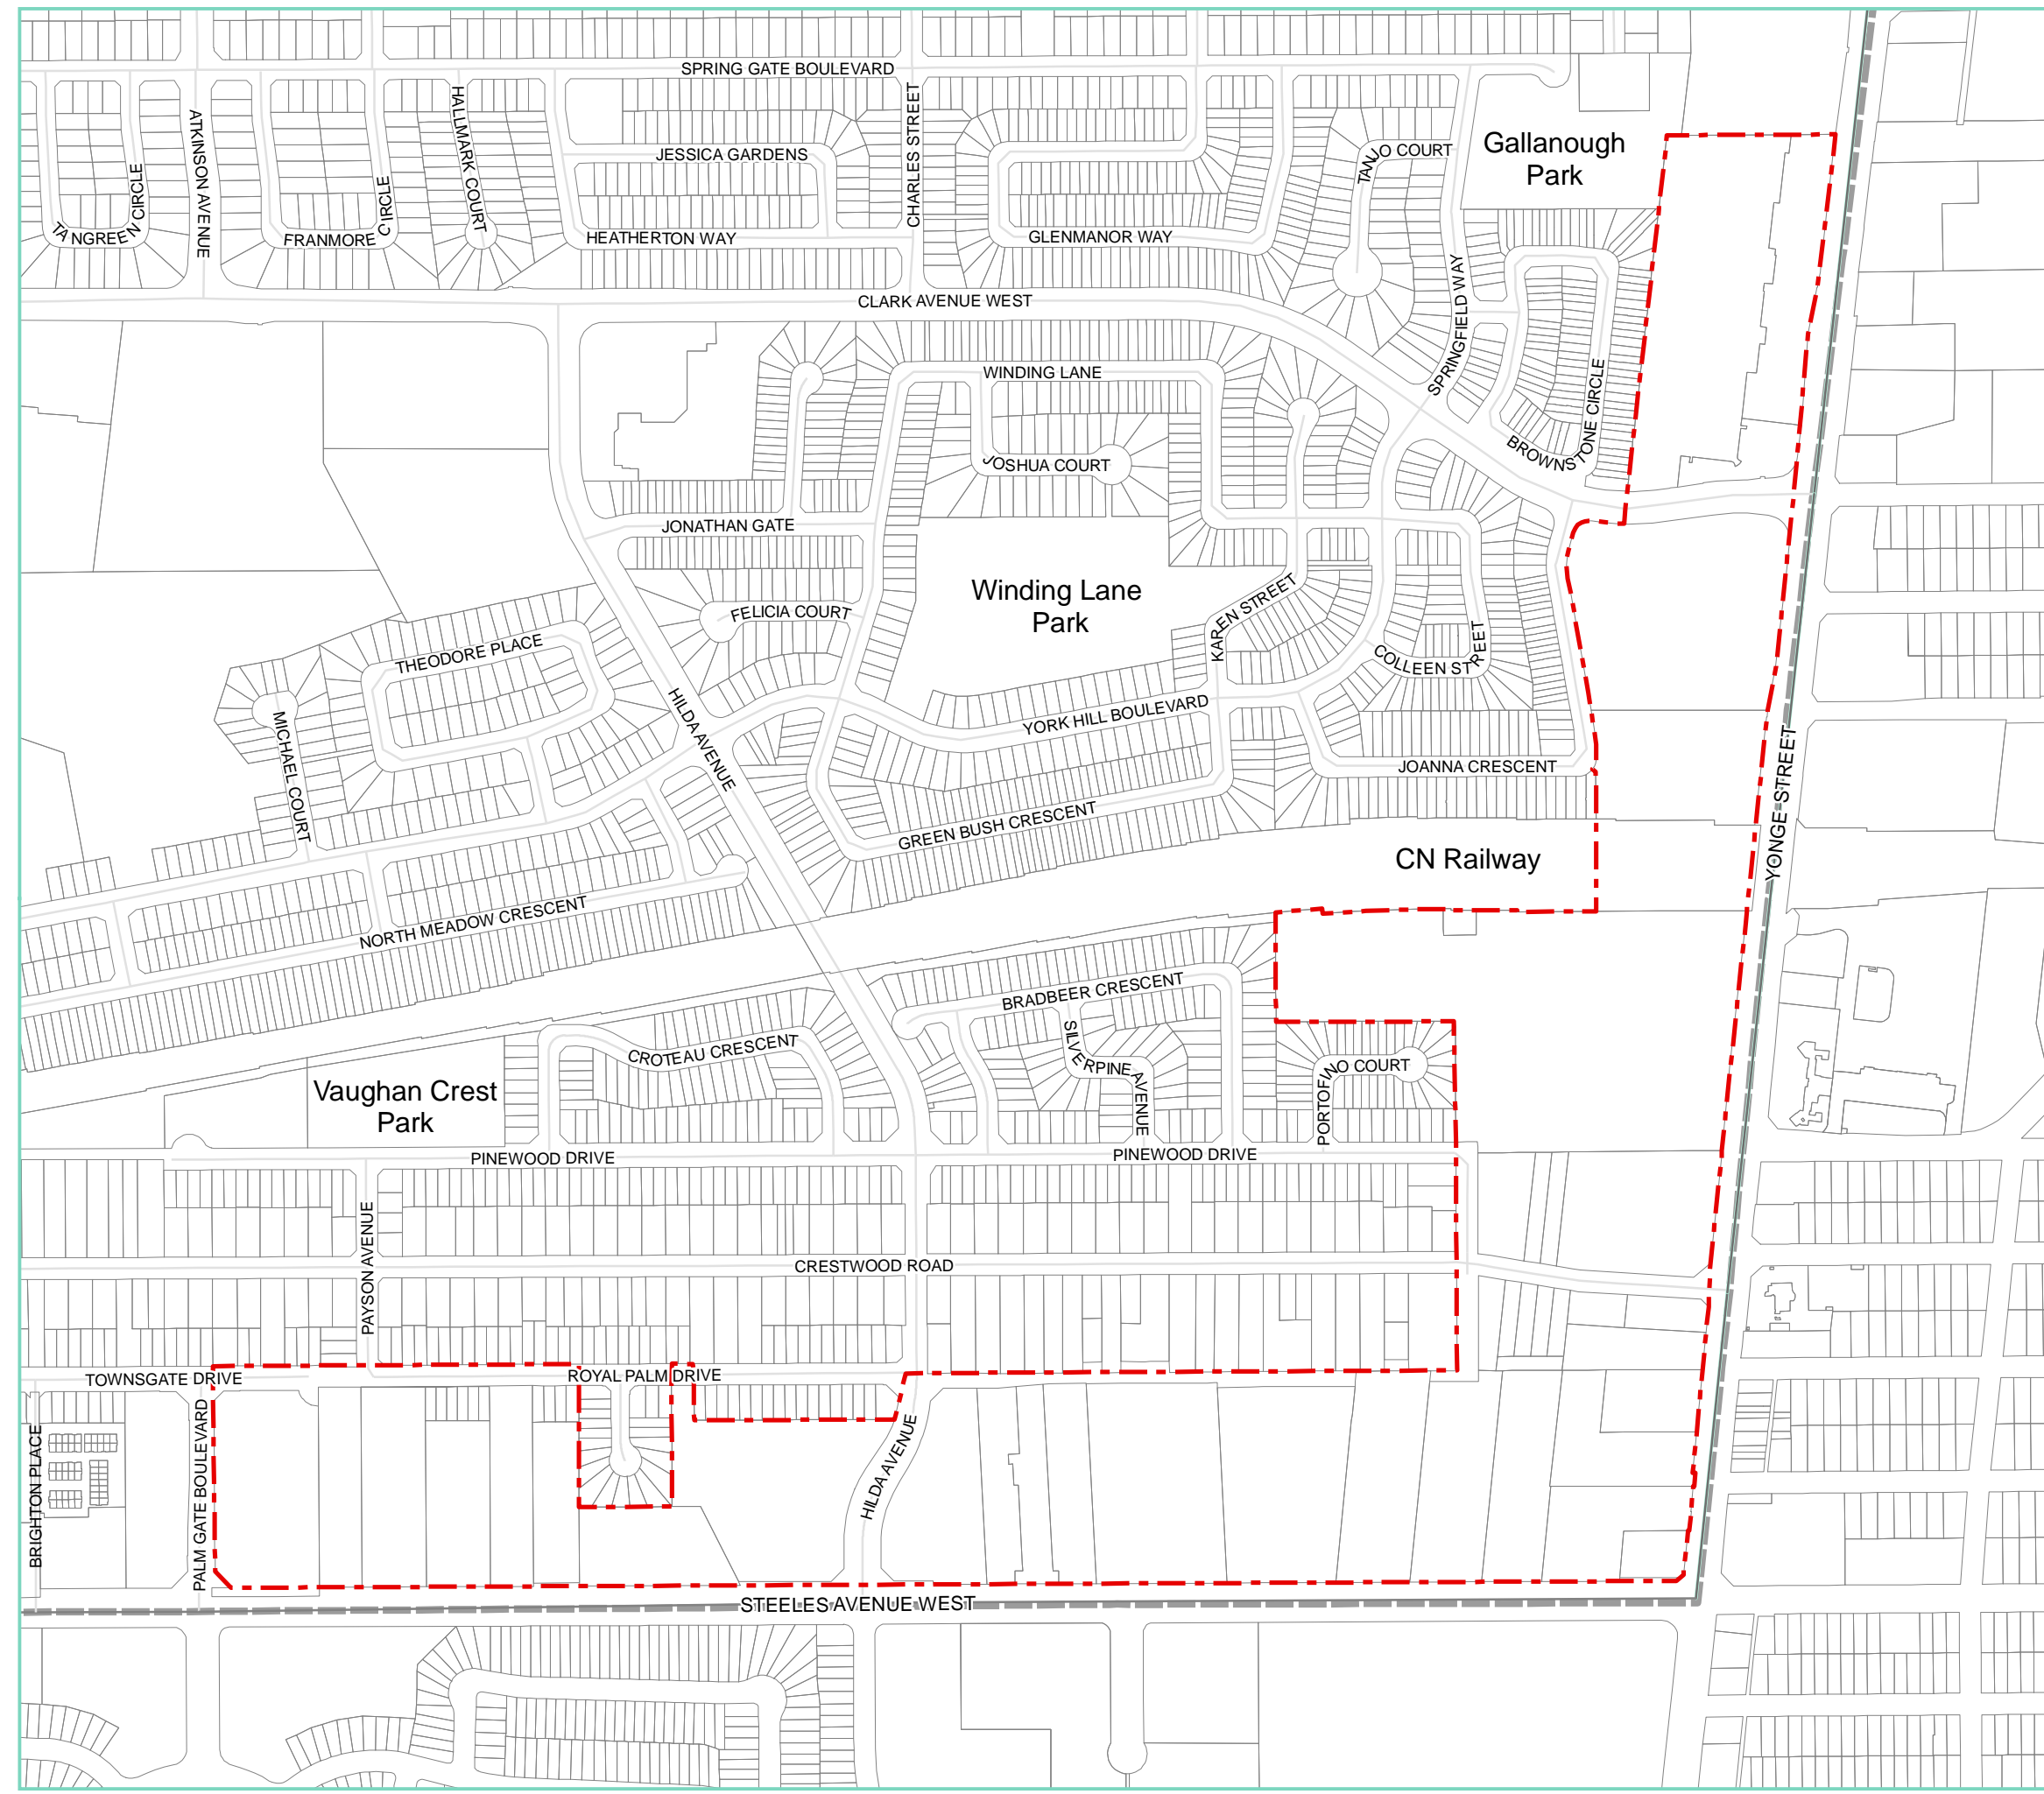 SPRING GATE BOULEVARD
ATKINSON AVENUE
HALLMARK COURT
CHARLES STREET
JESSICA GARDENS
TANJO COURT
Gallanough
Park
TANGREEN CIRCLE
FRANMORE CIRCLE
HEATHERTON WAY
GLENMANOR WAY
CLARK AVENUE WEST
SPRINGFIELD WAY
WINDING LANE
BROWNSTONE CIRCLE
JOSHUA COURT
JONATHAN GATE
Winding Lane
Park
FELICIA COURT
KAREN STREET
THEODORE PLACE
COLLEEN STREET
MICHAEL COURT
HILDA AVENUE
YORK HILL BOULEVARD
JOANNA CRESCENT
YONGE STREET
GREEN BUSH CRESCENT
CN Railway
NORTH MEADOW CRESCENT
BRADBEER CRESCENT
CROTEAU CRESCENT
SILVERPINE AVENUE
PORTOFINO COURT
Vaughan Crest
Park
PINEWOOD DRIVE
PINEWOOD DRIVE
PAYSON AVENUE
CRESTWOOD ROAD
TOWNSGATE DRIVE
ROYAL PALM DRIVE
BRIGHTON PLACE
PALM GATE BOULEVARD
HILDA AVENUE
STEELES AVENUE WEST